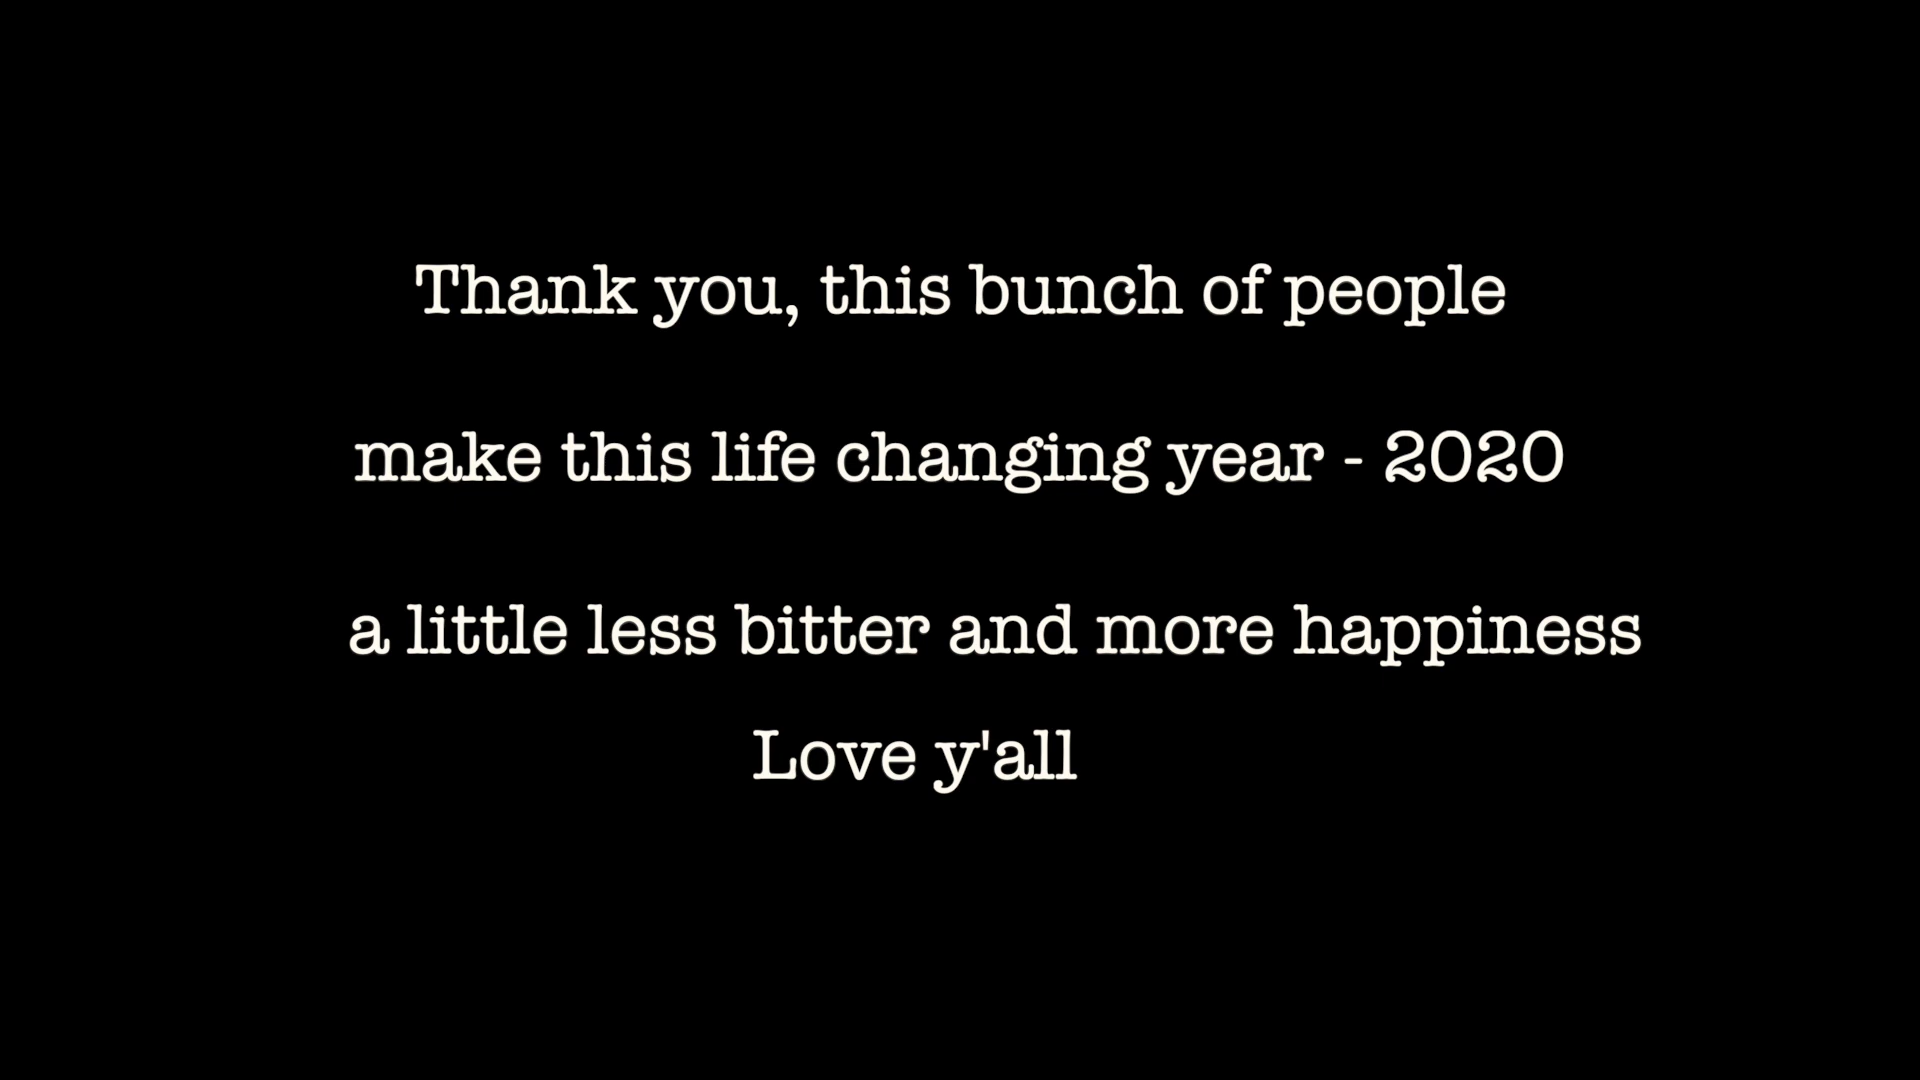 Thank you, this bunch of people
make this life changing year - 2020
a little less bitter and more happiness
Love y'all